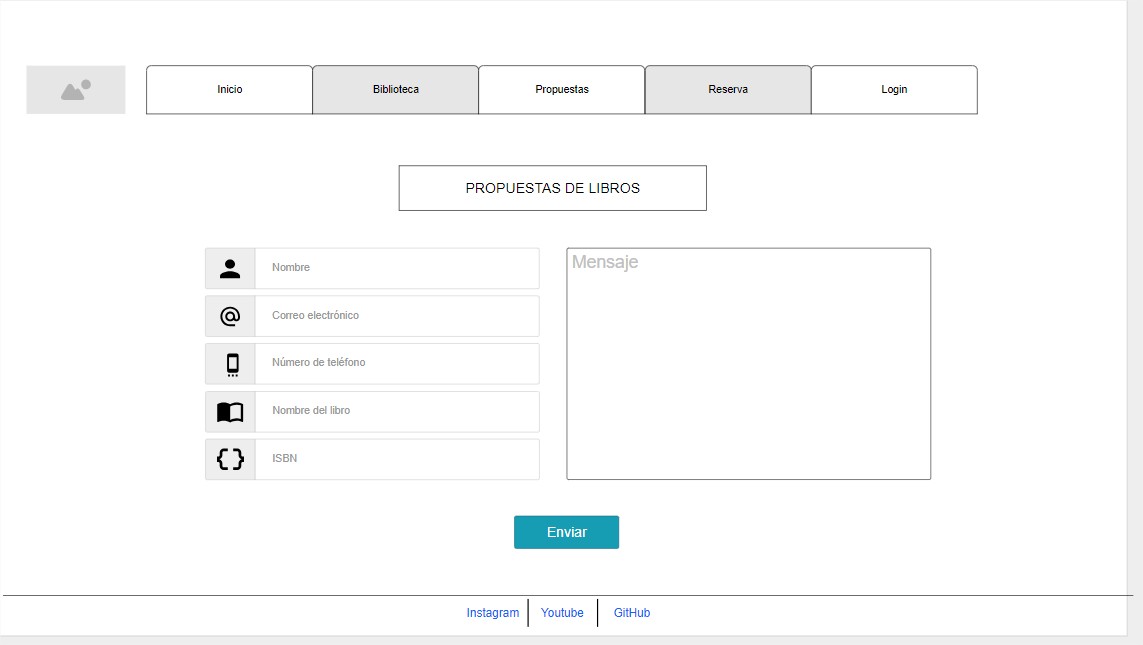 Inicio
Biblioteca
Propuestas
Reserva
Login
PROPUESTAS DE LIBROS
Nombre
Correo electrónico
Número de teléfono
Nombre del libro
ISBN
Mensaje
Enviar
Instagram
Youtube
GitHub